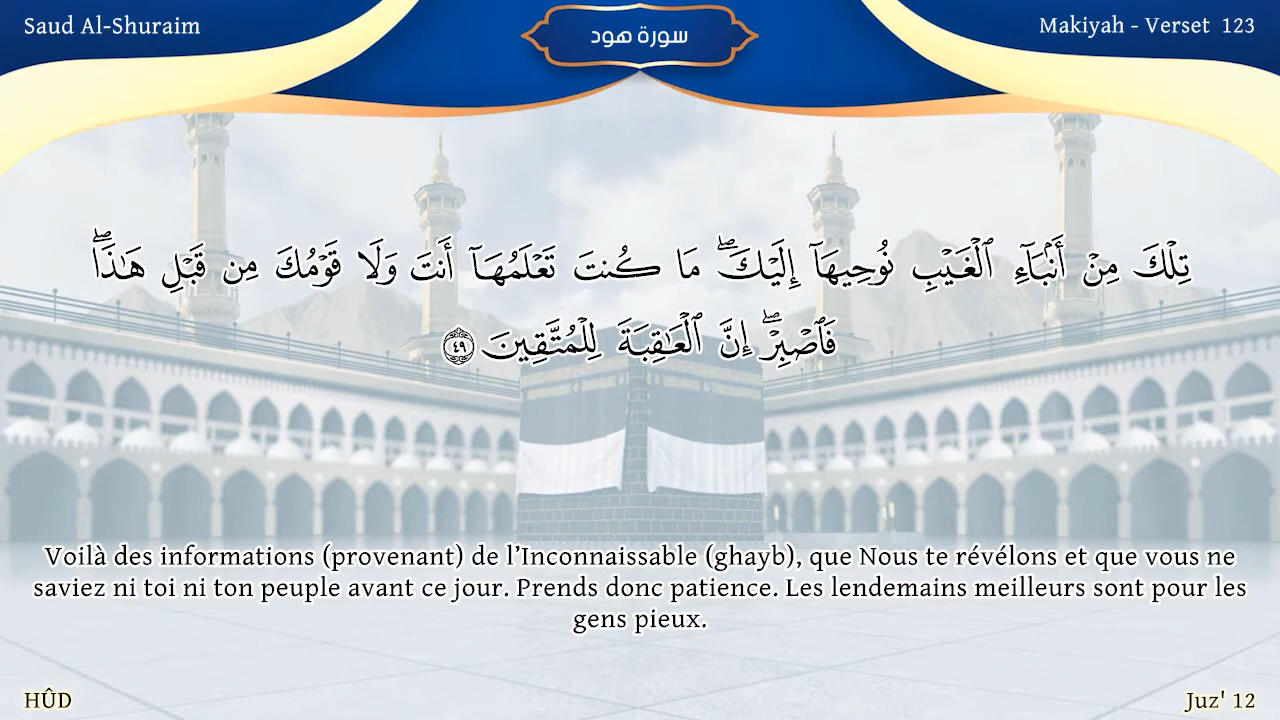 Saud Al-Shuraim
سورة هود
Makiyah - Verset 123
تِلْكَ مِنْ أَنۢبَآءِ ٱلْغَيْبِ نُوحِيهَآ إِلَيْكَ ۖ مَا كُنتَ تَعْلَمُهَآ أَنتَ وَلَا قَوْمُكَ مِن قَبْلِ هَـٰذَا ۖ
فَٱصْبِرْ ۖ إِنَّ ٱلْعَـٰقِبَةَ لِلْمُتَّقِينَ ٤٩
Voilà des informations (provenant) de l’Inconnaissable (ghayb), que Nous te révélons et que vous ne
saviez ni toi ni ton peuple avant ce jour. Prends donc patience. Les lendemains meilleurs sont pour les
gens pieux.
HÛD
Juz' 12